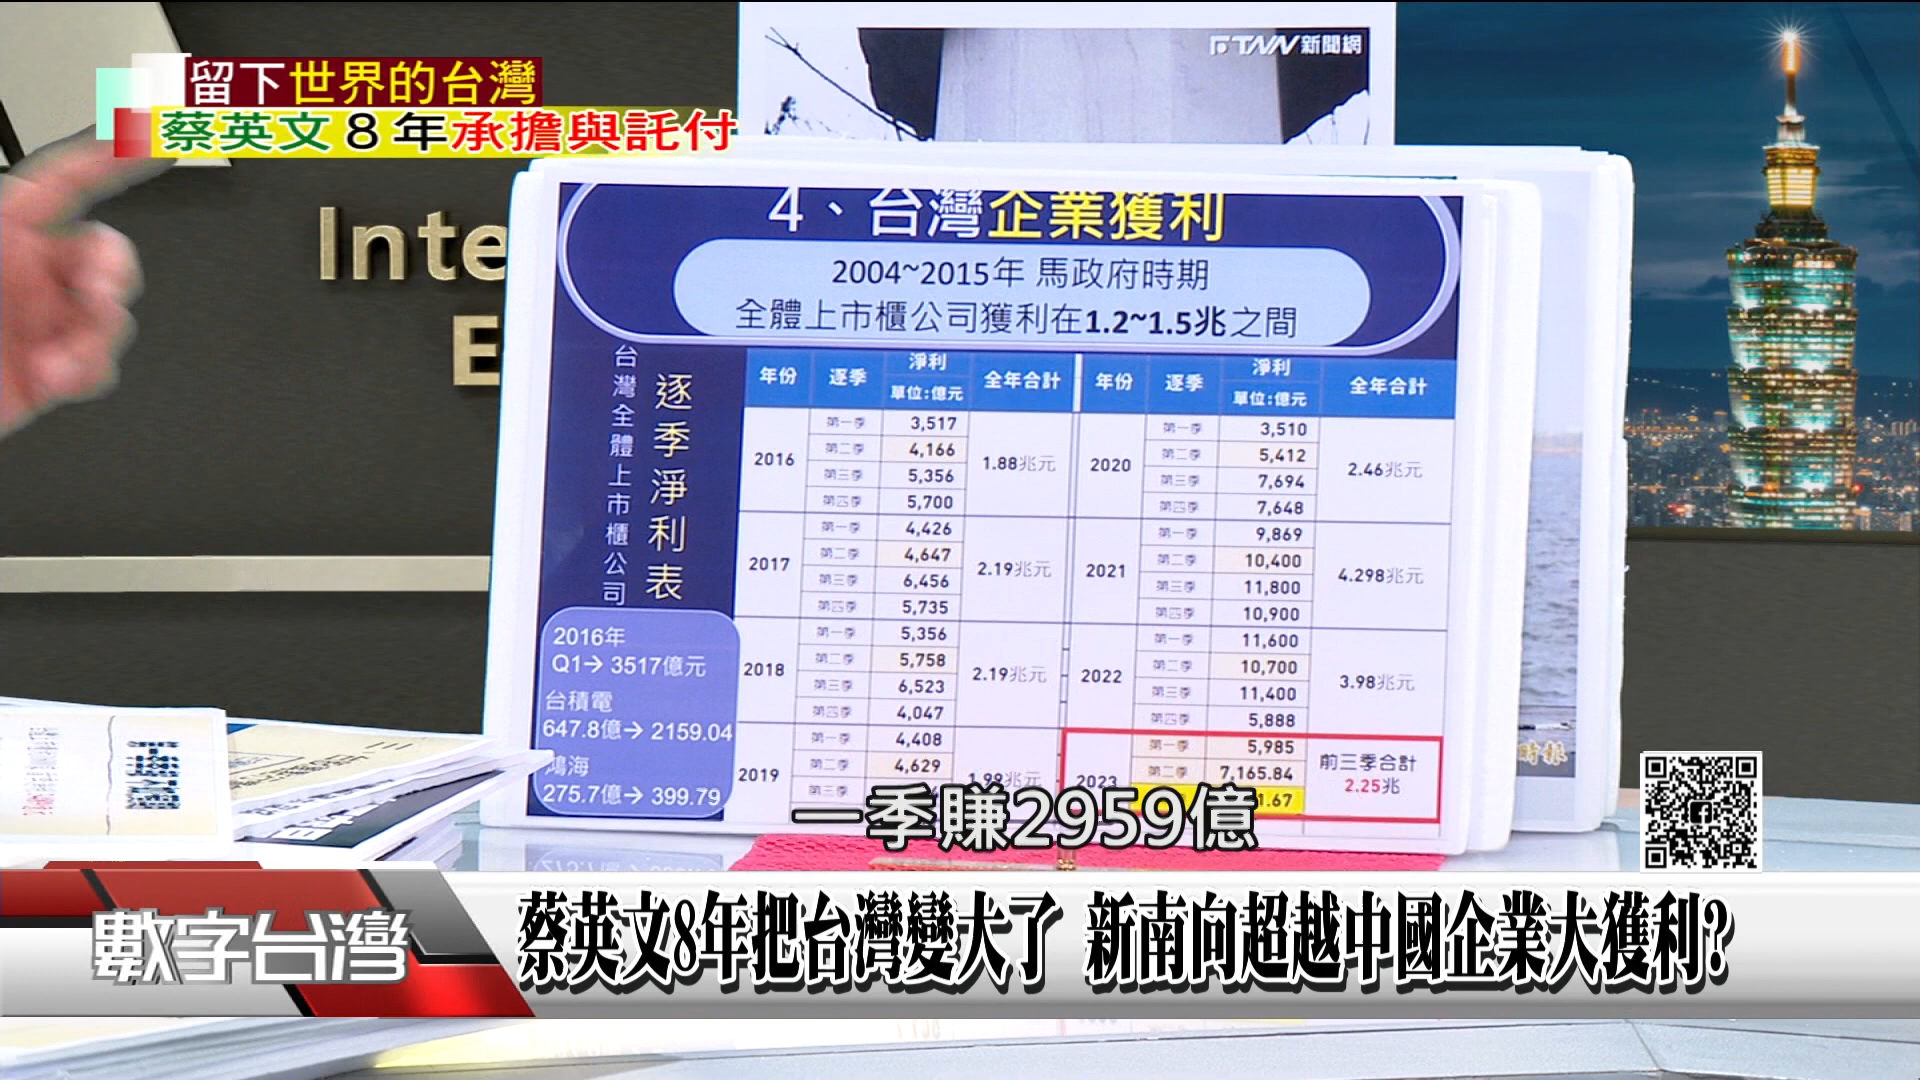 留下世界的台灣
蔡英文8年承擔與託付
TNN新聞網
Inte
E
4、台灣企業獲利
2004~2015年 馬政府時期
全體上市櫃公司獲利在1.2~1.5兆之間
台灣全體上市櫃公司
逐季淨利表
年份 逐季 淨利 單位:億元 全年合計 年份 逐季 淨利 單位:億元 全年合計
2016 第一季 3,517 1.88兆元 2020 第一季 3,510 2.46兆元
第二季 4,166 第二季 5,412
第三季 5,356 第三季 7,694
第四季 5,700 第四季 7,648
2017 第一季 4,426 2.19兆元 2021 第一季 9,869 4.298兆元
第二季 4,647 第二季 10,400
第三季 6,456 第三季 11,800
第四季 5,735 第四季 10,900
2018 第一季 5,356 2.19兆元 2022 第一季 11,600 3.98兆元
第二季 5,758 第二季 10,700
第三季 6,523 第三季 11,400
第四季 4,047 第四季 5,888
2019 第一季 4,408 1.99兆元 2023 第一季 5,985 前三季合計
第二季 4,629 第二季 7,165.84 2.25兆
第三季 1.67
2016年
Q1→ 3517億元
台積電
647.8億→ 2159.04
鴻海
275.7億→ 399.79
時報
一季賺2959億
數字台灣
蔡英文8年把台灣變大了 新南向超越中國企業大獲利?